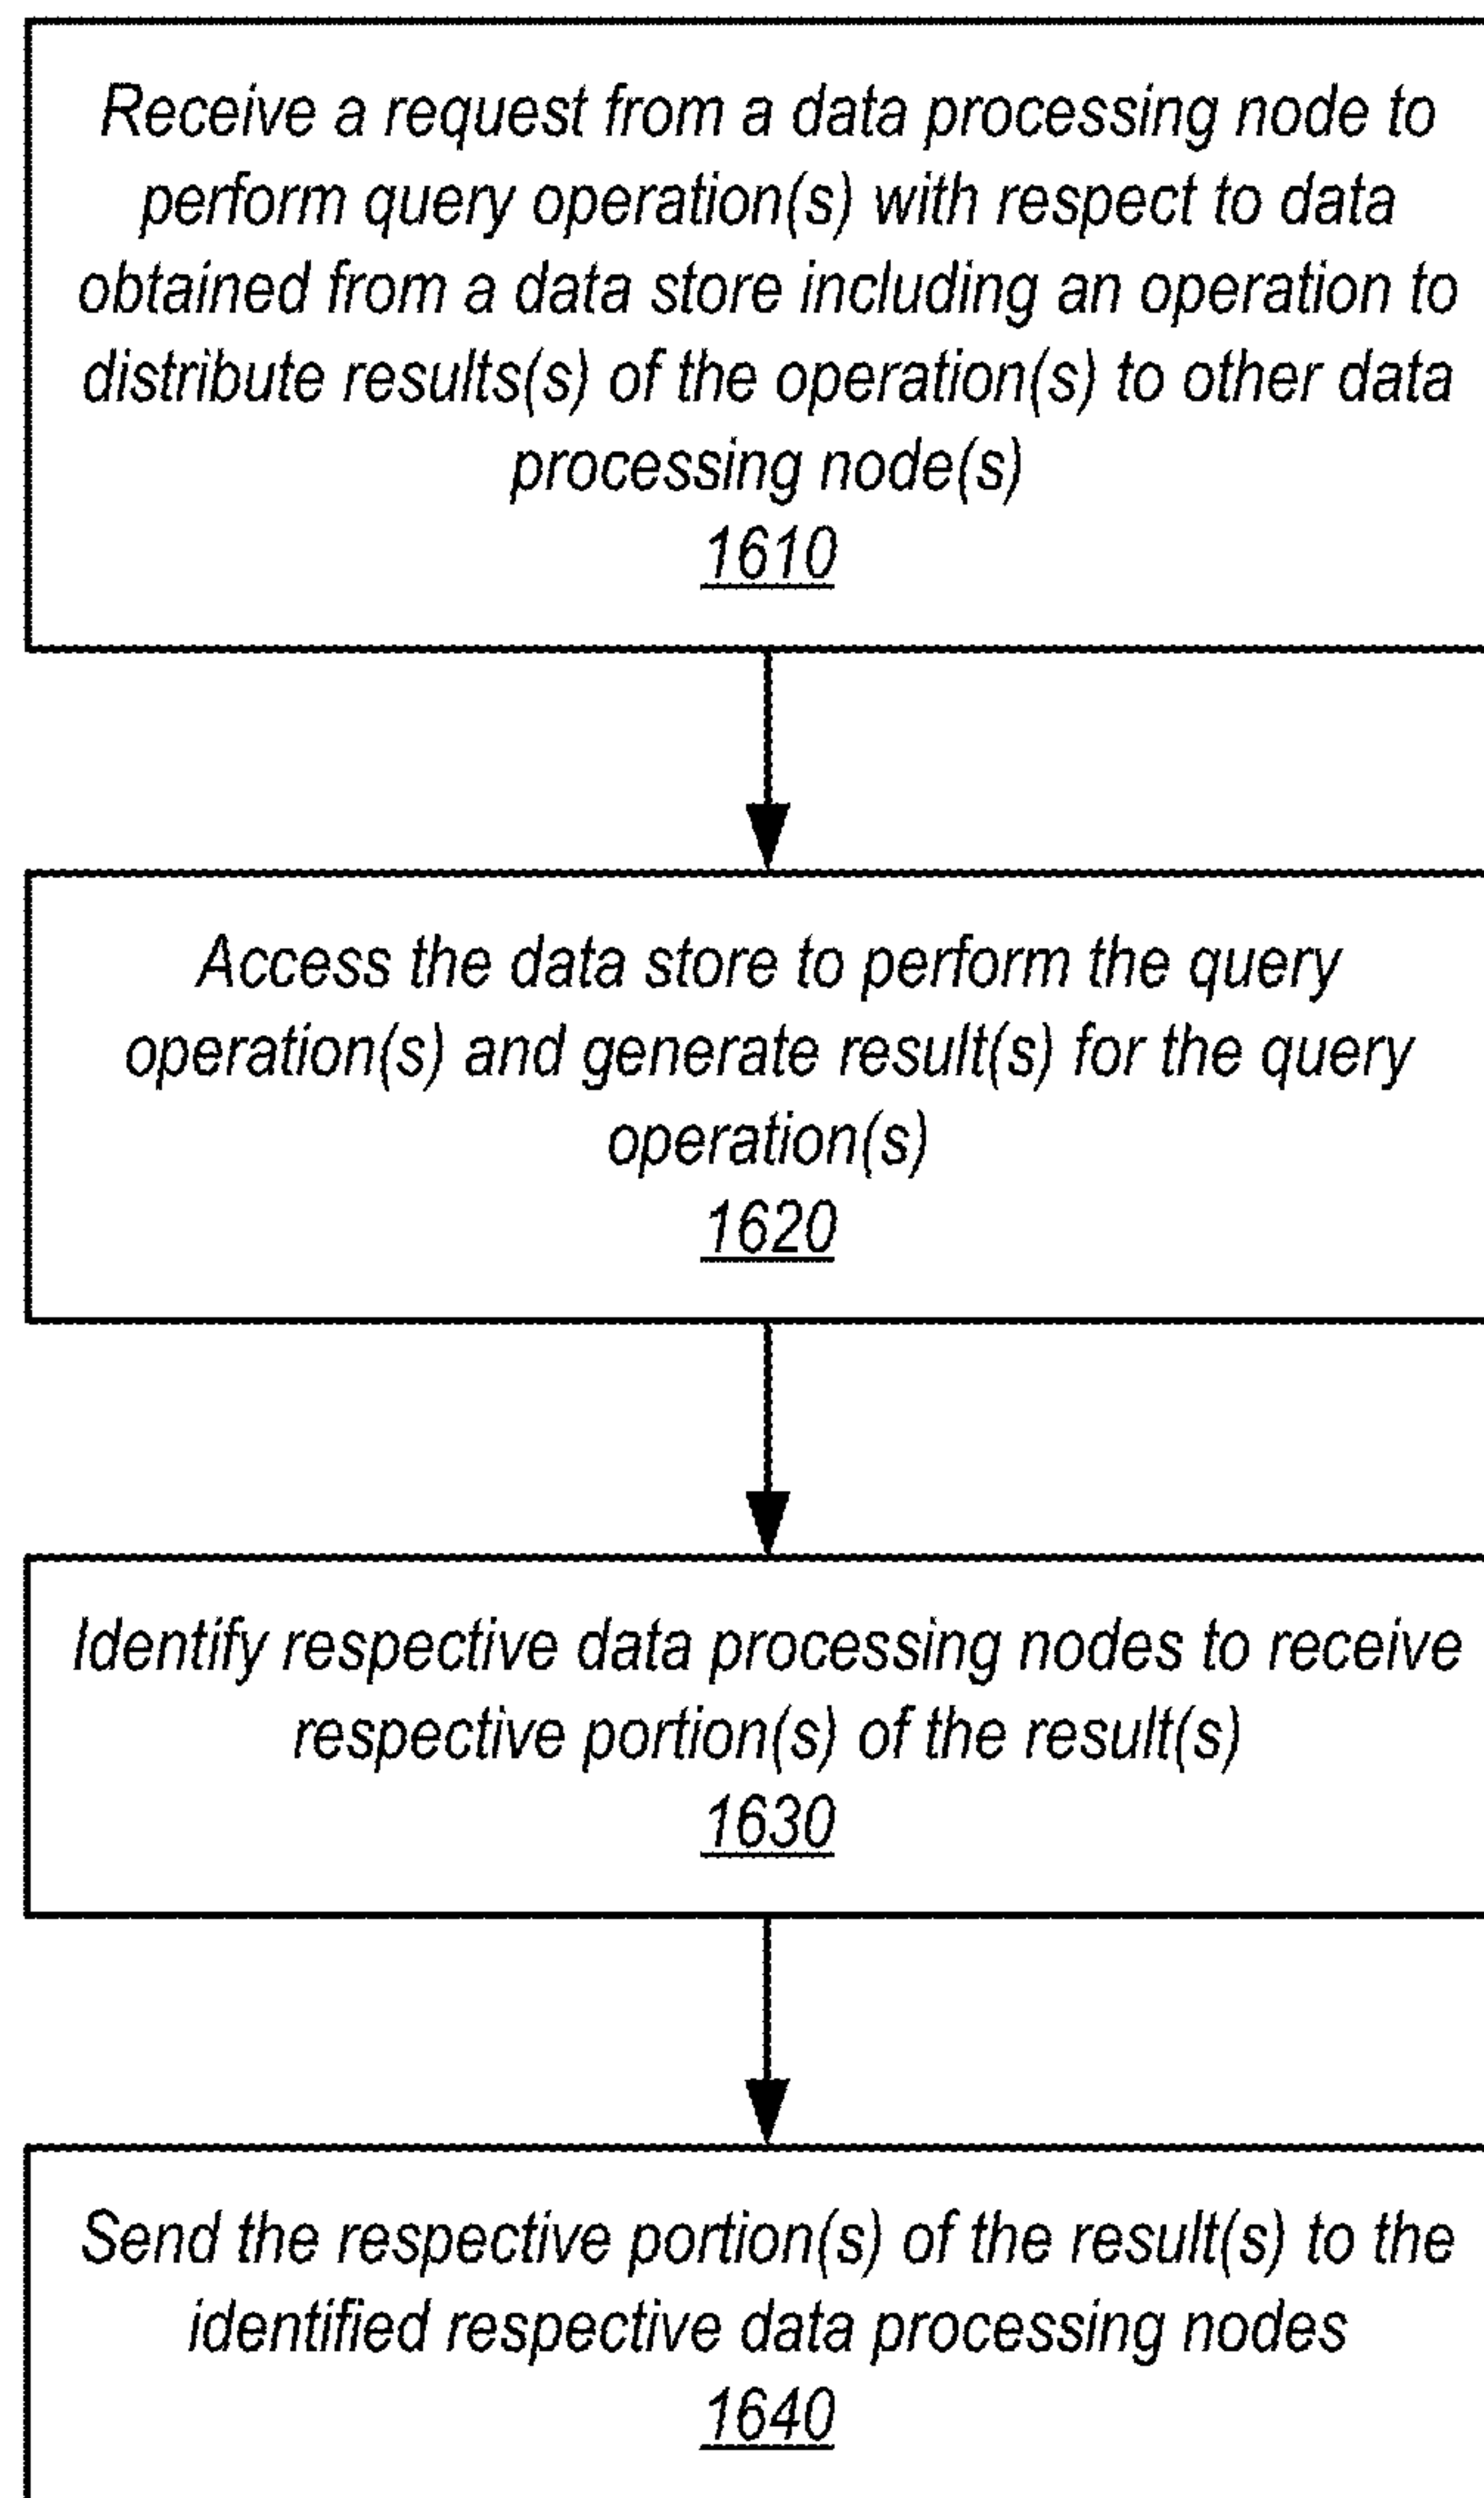 Receive a request from a data processing node to
perform query operation(s) with respect to data
obtained from a data store including an operation to
distribute results(s) of the operation(s) to other data
processing node(s)
1610
Access the data store to perform the query
operation(s) and generate result(s) for the query
operation(s)
1620
Identify respective data processing nodes to receive
respective portion(s) of the result(s)
1630
Send the respective portion(s) of the result(s) to the
identified respective data processing nodes
1640